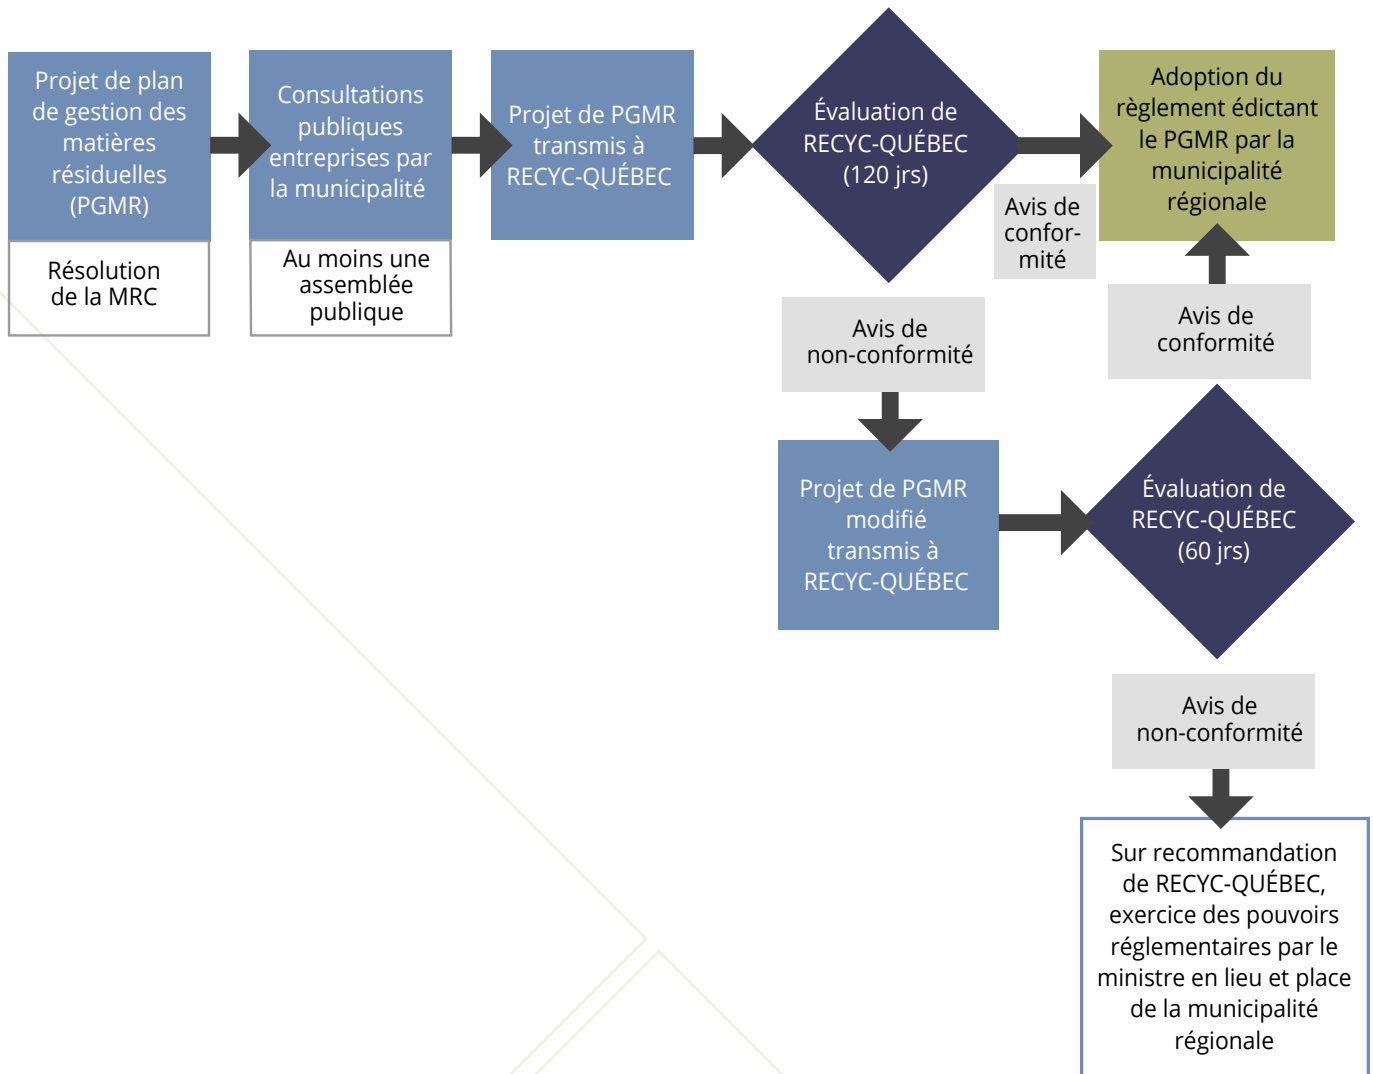 Projet de plan
de gestion des
matières
résiduelles
(PGMR)
Résolution
de la MRC
Consultations
publiques
entreprises par
la municipalité
Au moins une
assemblée
publique
Projet de PGMR
transmis à
RECYC-QUÉBEC
Évaluation de
RECYC-QUÉBEC
(120 jrs)
Avis de
confor-
mité
Adoption du
règlement édictant
le PGMR par la
municipalité
régionale
Avis de
non-conformité
Avis de
conformité
Projet de PGMR
modifié
transmis à
RECYC-QUÉBEC
Évaluation de
RECYC-QUÉBEC
(60 jrs)
Avis de
non-conformité
Sur recommandation
de RECYC-QUÉBEC,
exercice des pouvoirs
réglementaires par le
ministre en lieu et place
de la municipalité
régionale